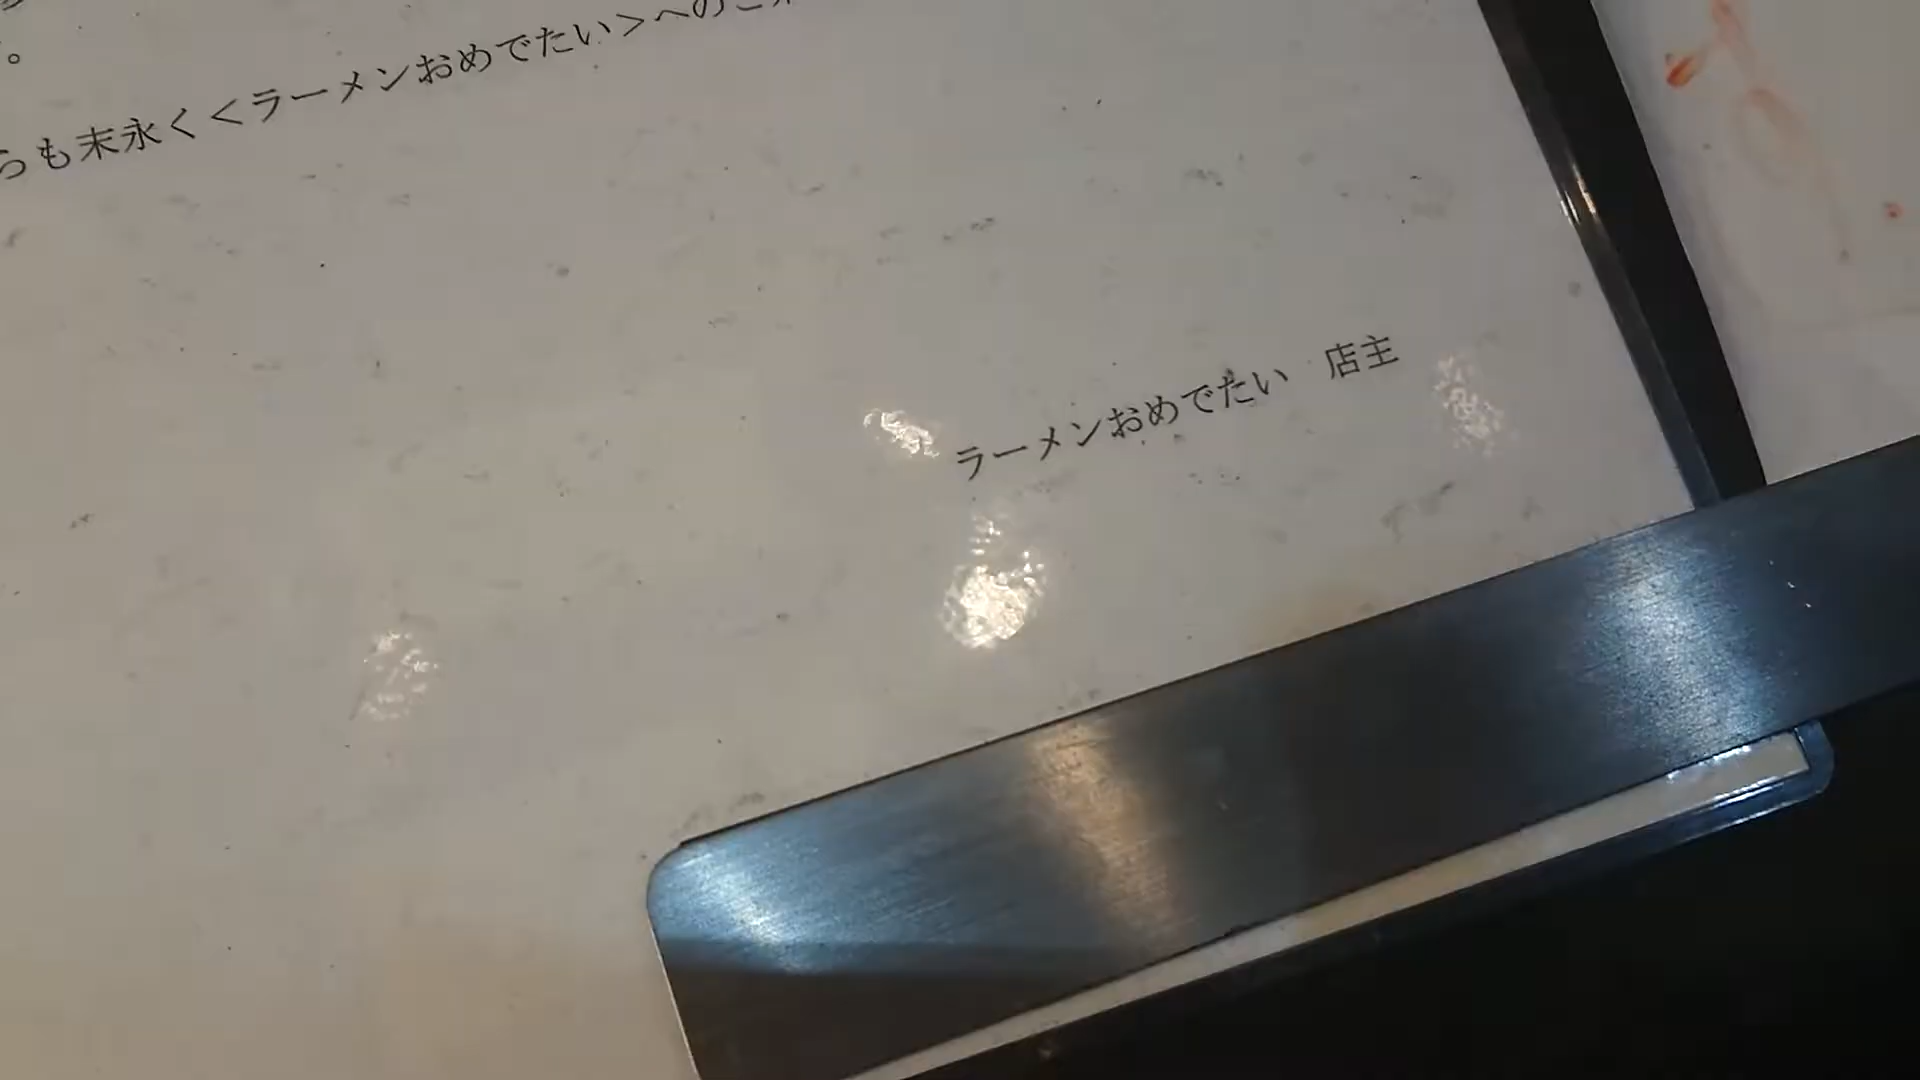 。
らも末永く<ラーメンおめでたい>へのご
ラーメンおめでたい 店主